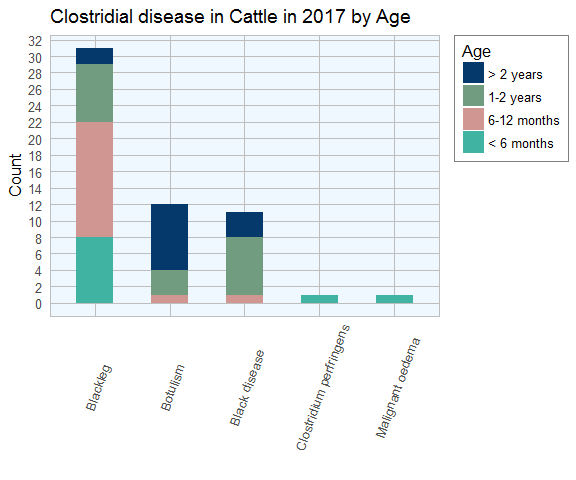 Clostridial disease in Cattle in 2017 by Age
Count
32
30
28
26
24
22
20
18
16
14
12
10
8
6
4
2
0
Blackleg
Botulism
Black disease
Clostridium perfringens
Malignant oedema
Age
> 2 years
1-2 years
6-12 months
< 6 months